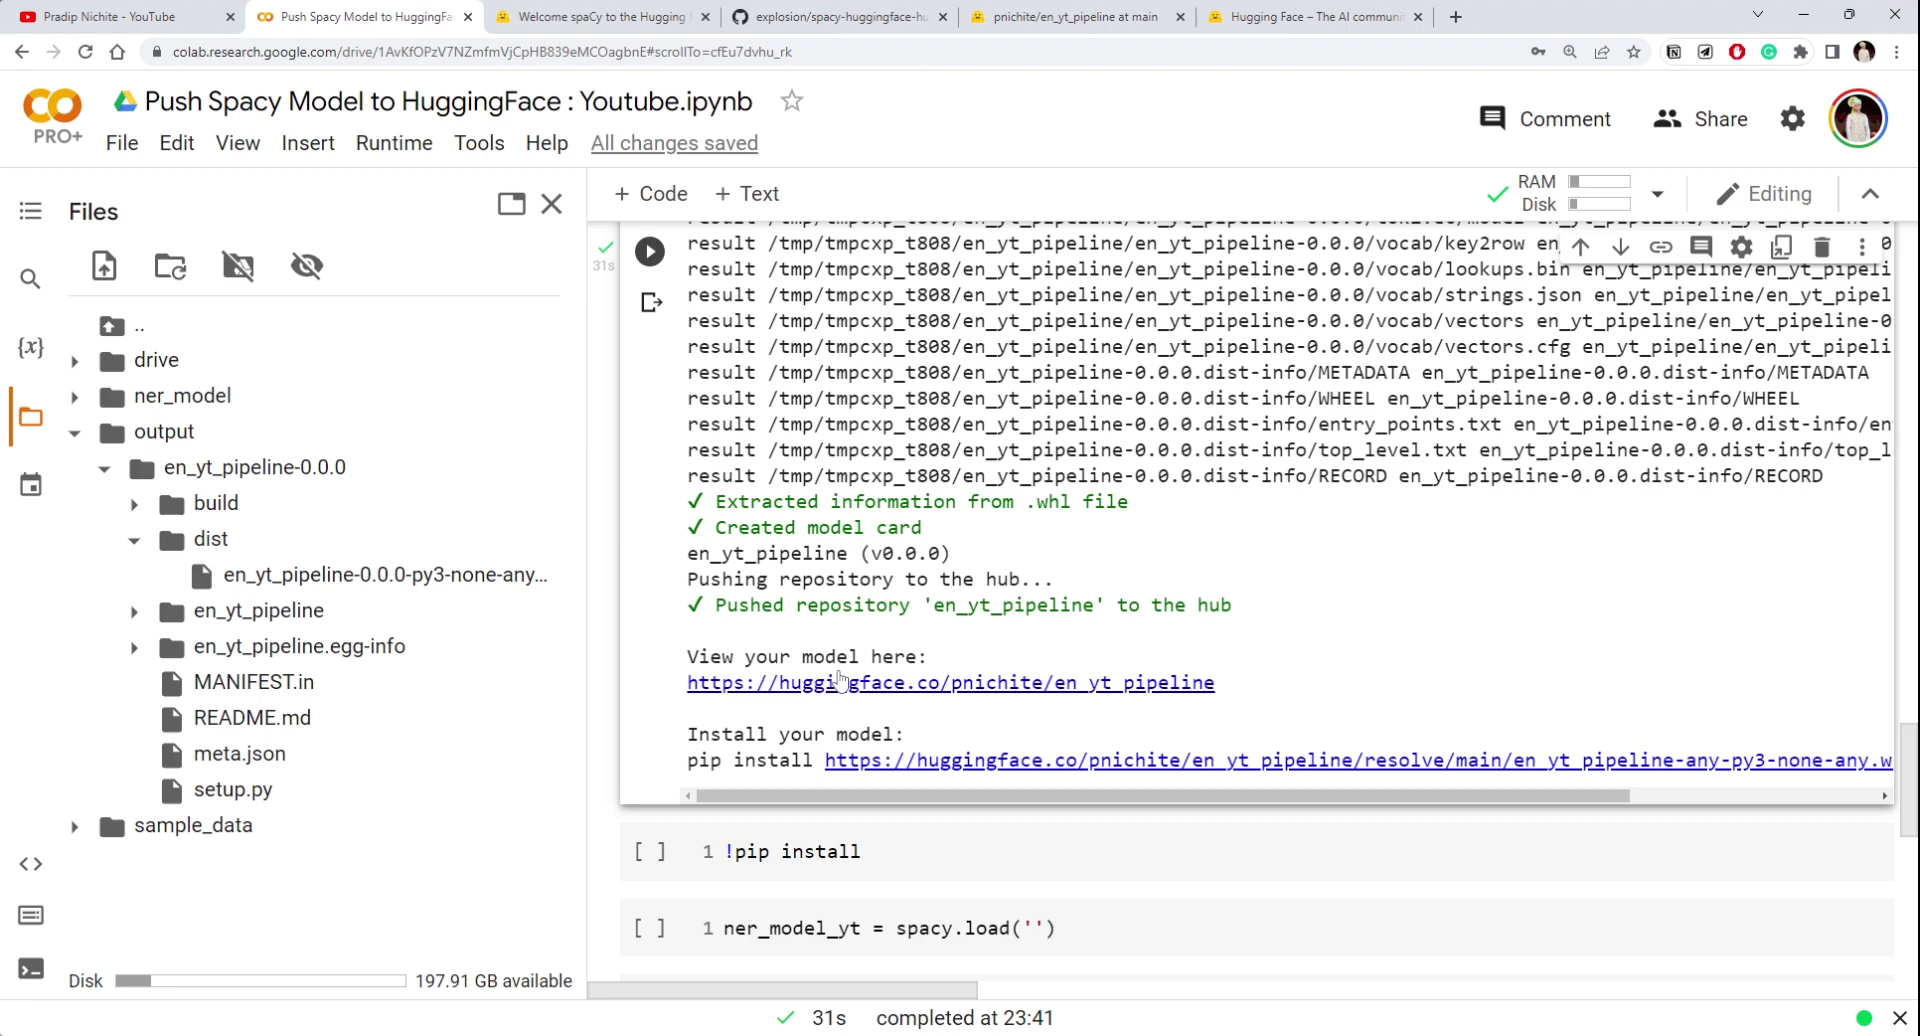 Pradip Nichite - YouTube
Push Spacy Model to HuggingFa
Welcome spaCy to the Hugging F
explosion/spacy-huggingface-hu
pnichite/en_yt_pipeline at main
Hugging Face – The AI communi
colab.research.google.com/drive/1AvKfOPzV7NZmfmVjCpHB839eMCOagbnE#scrollTo=cfEu7dvhu_rk
PRO+
Push Spacy Model to HuggingFace : Youtube.ipynb
File Edit View Insert Runtime Tools Help All changes saved
Comment
Share
Files
+ Code + Text
RAM
Disk
Editing
..
drive
ner_model
output
en_yt_pipeline-0.0.0
build
dist
en_yt_pipeline-0.0.0-py3-none-any...
en_yt_pipeline
en_yt_pipeline.egg-info
MANIFEST.in
README.md
meta.json
setup.py
sample_data
{x}
Disk
197.91 GB available
31s
result /tmp/tmpcxp_t808/en_yt_pipeline/en_yt_pipeline-0.0.0/vocab/key2row en_
result /tmp/tmpcxp_t808/en_yt_pipeline/en_yt_pipeline-0.0.0/vocab/lookups.bin en_yt_pipeline/en_yt_pipeli
result /tmp/tmpcxp_t808/en_yt_pipeline/en_yt_pipeline-0.0.0/vocab/strings.json en_yt_pipeline/en_yt_pipel
result /tmp/tmpcxp_t808/en_yt_pipeline/en_yt_pipeline-0.0.0/vocab/vectors en_yt_pipeline/en_yt_pipeline-0
result /tmp/tmpcxp_t808/en_yt_pipeline/en_yt_pipeline-0.0.0/vocab/vectors.cfg en_yt_pipeline/en_yt_pipeli
result /tmp/tmpcxp_t808/en_yt_pipeline-0.0.0.dist-info/METADATA en_yt_pipeline-0.0.0.dist-info/METADATA
result /tmp/tmpcxp_t808/en_yt_pipeline-0.0.0.dist-info/WHEEL en_yt_pipeline-0.0.0.dist-info/WHEEL
result /tmp/tmpcxp_t808/en_yt_pipeline-0.0.0.dist-info/entry_points.txt en_yt_pipeline-0.0.0.dist-info/en
result /tmp/tmpcxp_t808/en_yt_pipeline-0.0.0.dist-info/top_level.txt en_yt_pipeline-0.0.0.dist-info/top_l
result /tmp/tmpcxp_t808/en_yt_pipeline-0.0.0.dist-info/RECORD en_yt_pipeline-0.0.0.dist-info/RECORD
✓ Extracted information from .whl file
✓ Created model card
en_yt_pipeline (v0.0.0)
Pushing repository to the hub...
✓ Pushed repository 'en_yt_pipeline' to the hub
View your model here:
https://huggingface.co/pnichite/en_yt_pipeline
Install your model:
pip install https://huggingface.co/pnichite/en_yt_pipeline/resolve/main/en_yt_pipeline-any-py3-none-any.w
[ ] 1 !pip install
[ ] 1 ner_model_yt = spacy.load('')
31s completed at 23:41